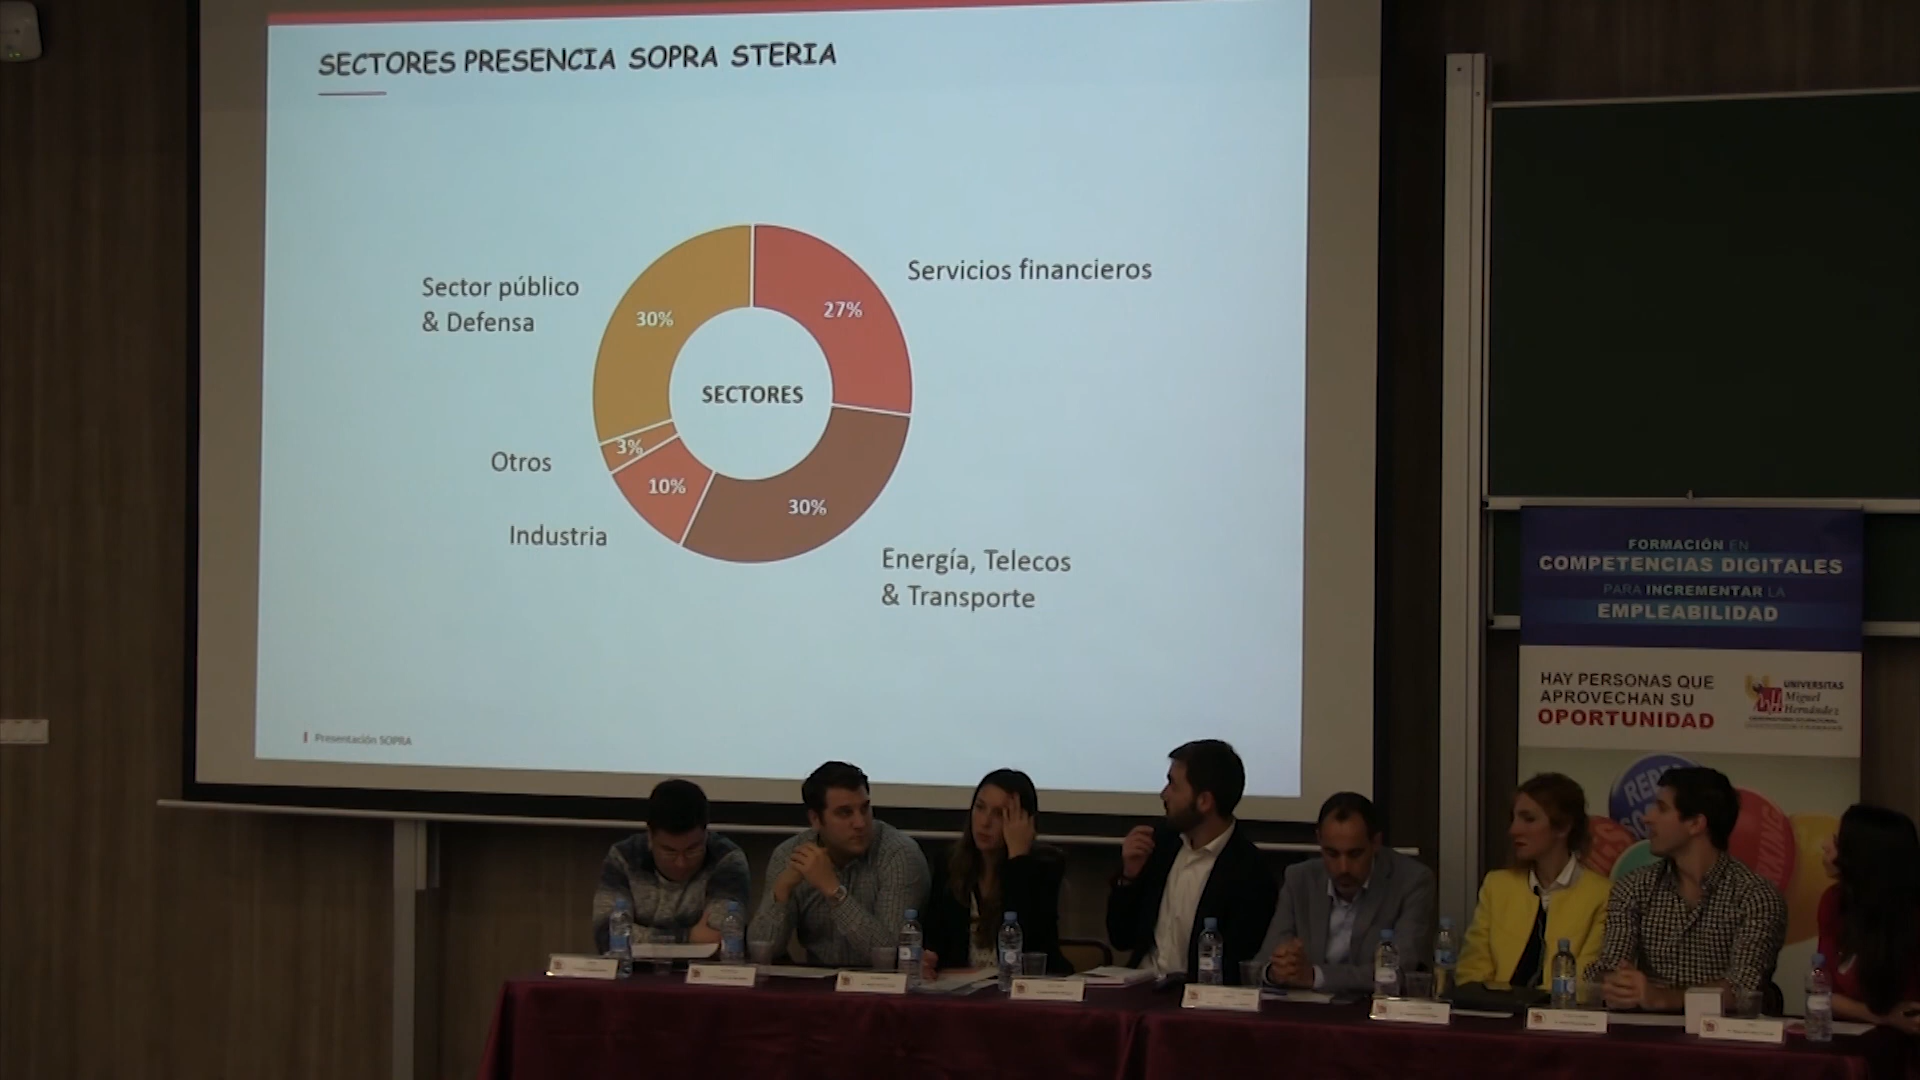 SECTORES PRESENCIA SOPRA STERIA
Sector público
& Defensa
30%
Servicios financieros
27%
SECTORES
Otros
3%
Industria
10%
30%
Energía, Telecos
& Transporte
Presentación SOPRA
FORMACIÓN EN
COMPETENCIAS DIGITALES
PARA INCREMENTAR LA
EMPLEABILIDAD
HAY PERSONAS QUE
APROVECHAN SU
OPORTUNIDAD
UNIVERSITAS
Miguel
Hernández